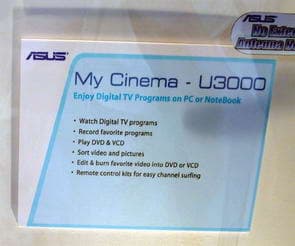 ASUS
My Cinema - U3000
Enjoy Digital TV Programs on PC or NoteBook
• Watch Digital TV programs
• Record favorite programs
• Play DVD & VCD
• Sort video and pictures
• Edit & burn favorite video into DVD or VCD
• Remote control kits for easy channel surfing
ASUS
No
Antenna